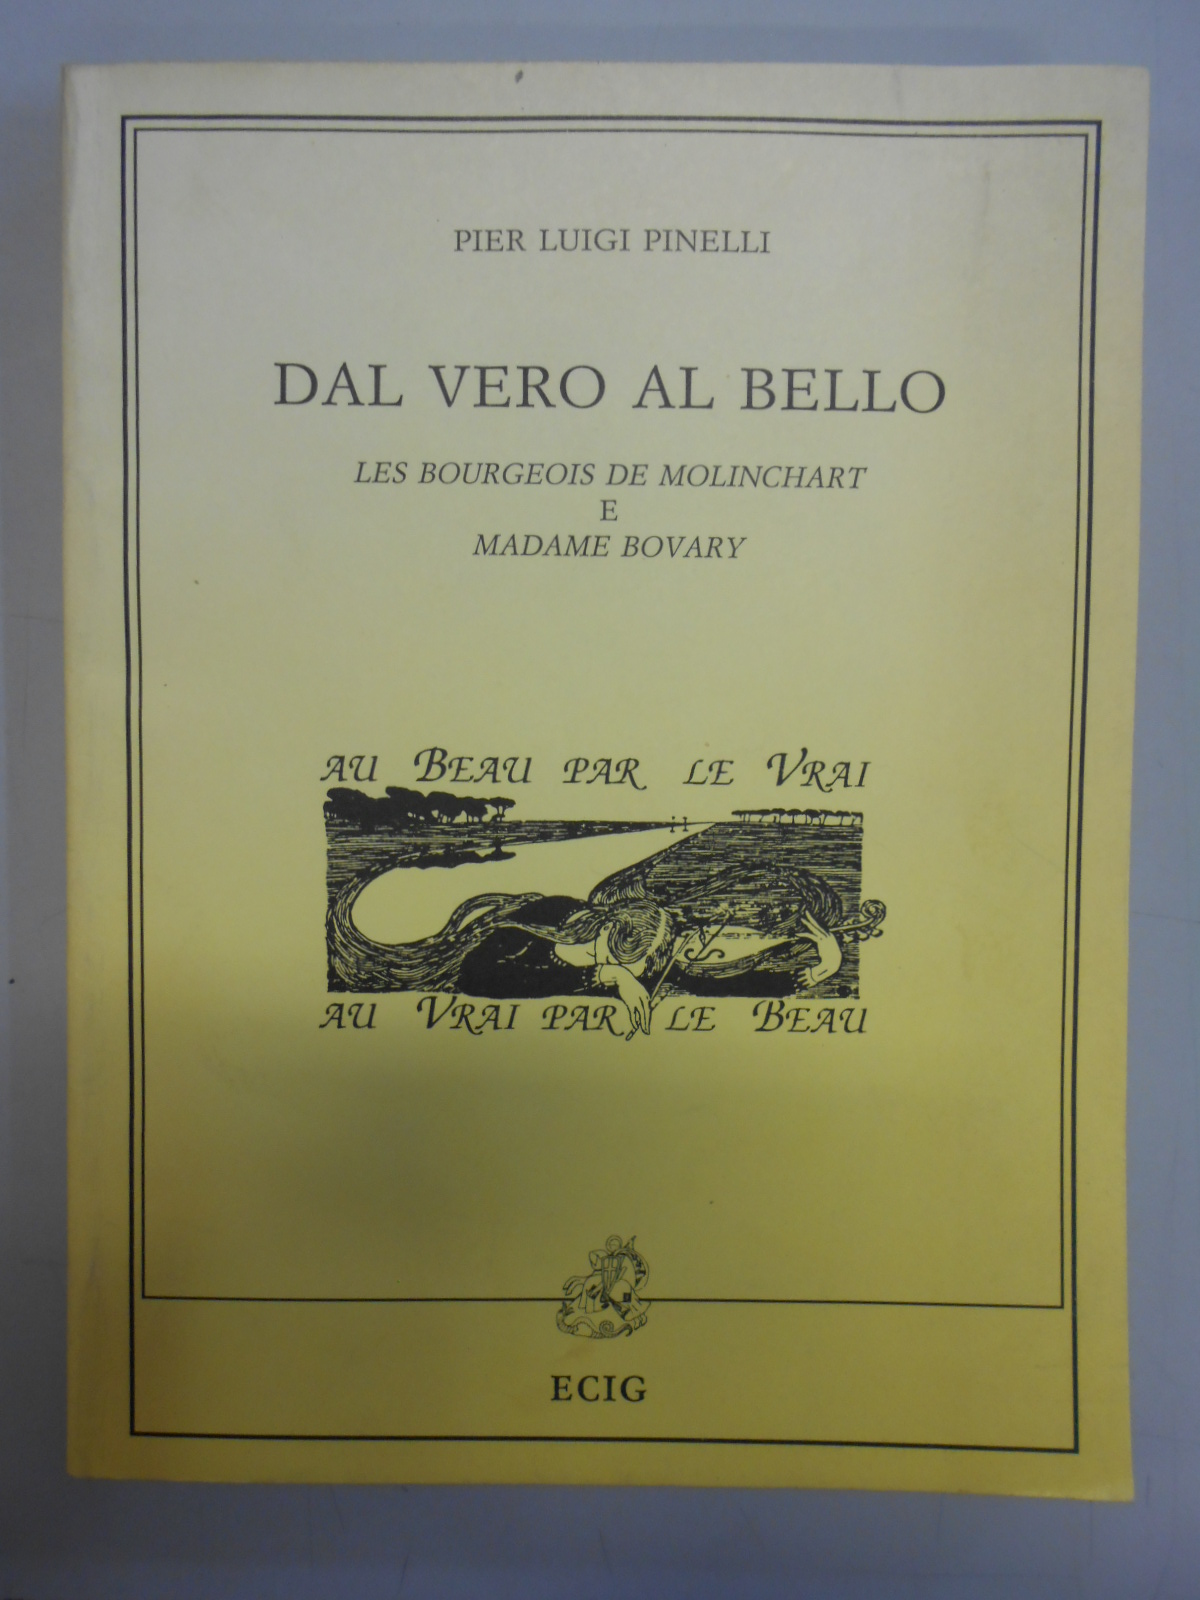 PIER LUIGI PINELLI
DAL VERO AL BELLO
LES BOURGEOIS DE MOLINCHART
E
MADAME BOVARY
AU BEAU PAR LE VRAI
AU VRAI PAR LE BEAU
ECIG